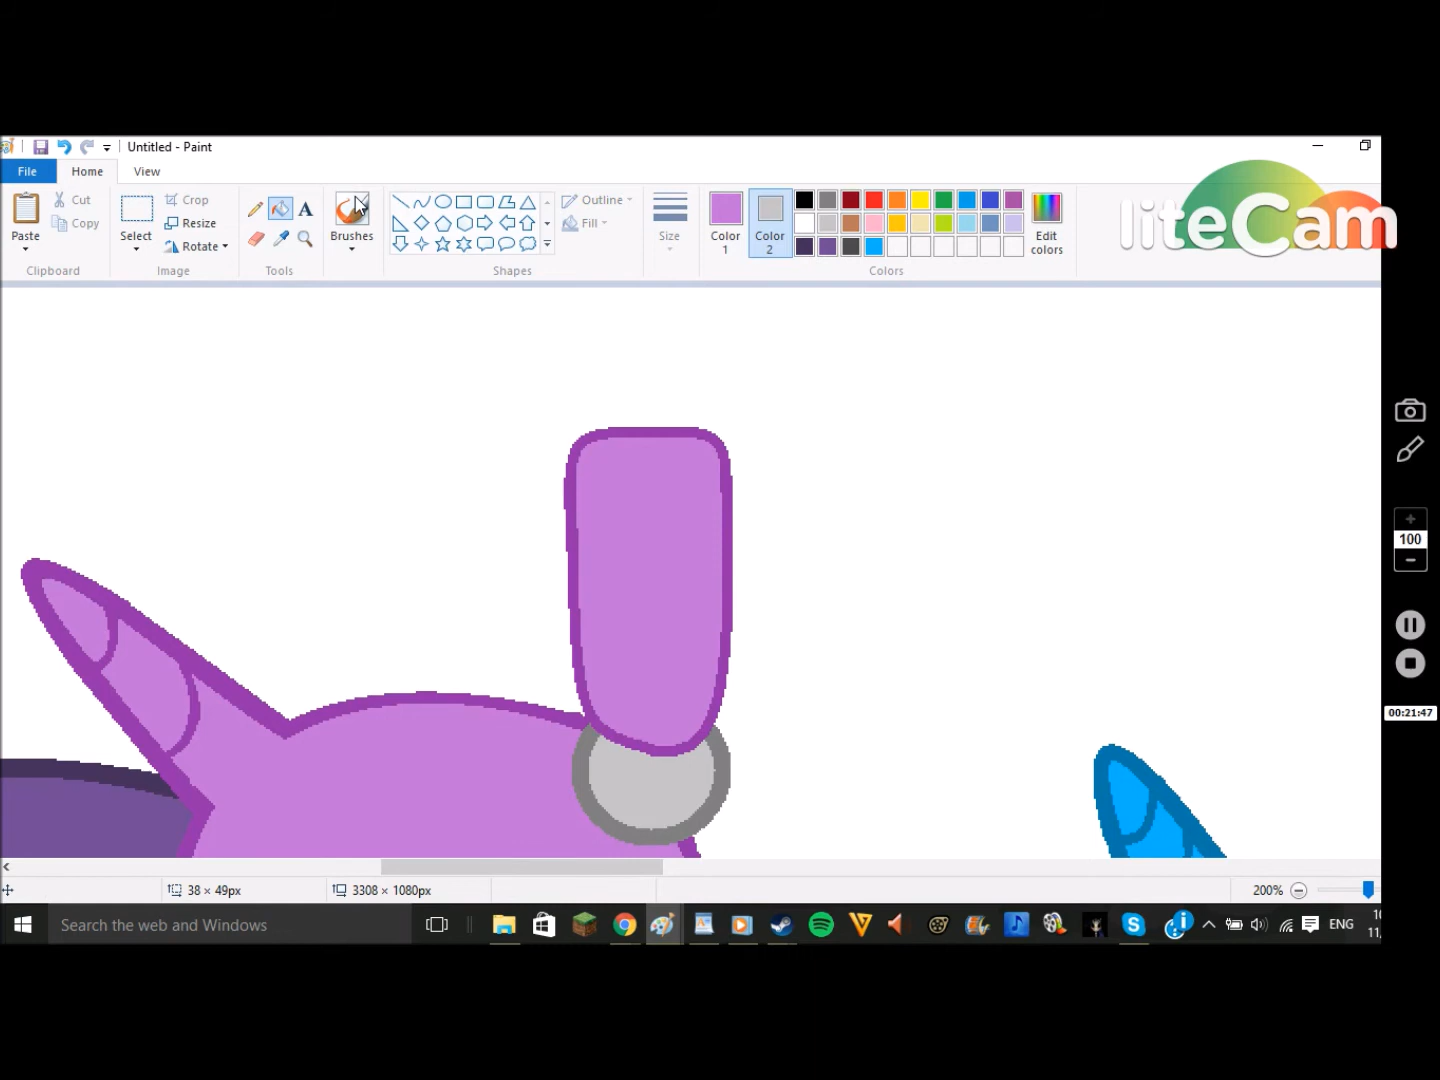 Untitled - Paint
File Home View
Paste
Cut
Copy
Clipboard
Select
Crop
Resize
Rotate
Image
A
Tools
Brushes
Outline
Fill
Shapes
Size
Color 1
Color 2
Colors
Edit colors
liteCam
100
00:21:47
38 × 49px
3308 × 1080px
200%
Search the web and Windows
ENG